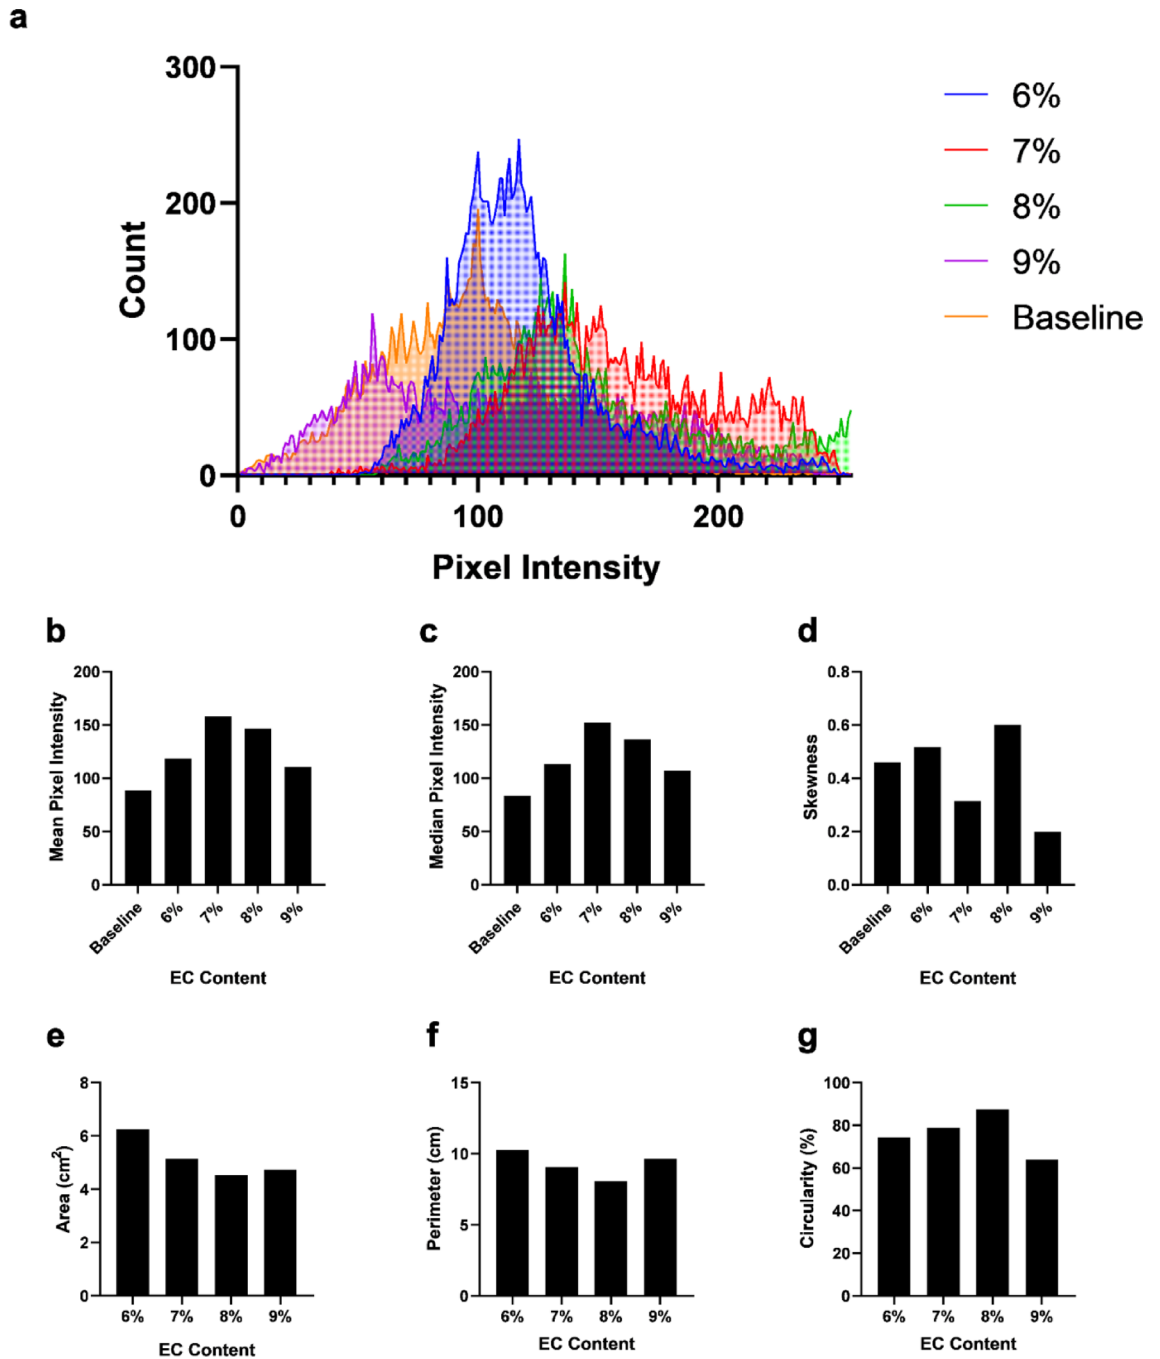 a
300
200
100
0
Count
0 100 200
Pixel Intensity
6%
7%
8%
9%
Baseline
b
200
150
100
50
0
Mean Pixel Intensity
Baseline 6% 7% 8% 9%
EC Content
c
200
150
100
50
0
Median Pixel Intensity
Baseline 6% 7% 8% 9%
EC Content
d
0.8
0.6
0.4
0.2
0.0
Skewness
Baseline 6% 7% 8% 9%
EC Content
e
8
6
4
2
0
Area (cm²)
6% 7% 8% 9%
EC Content
f
15
10
5
0
Perimeter (cm)
6% 7% 8% 9%
EC Content
g
100
80
60
40
20
0
Circularity (%)
6% 7% 8% 9%
EC Content